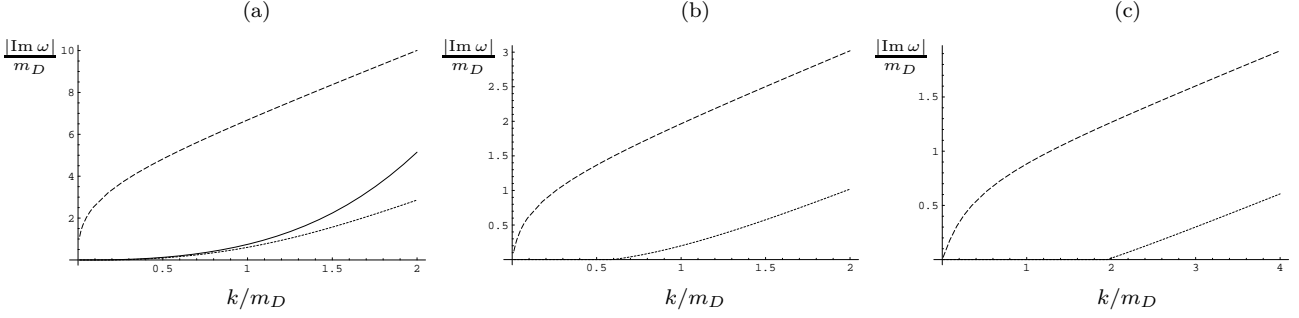 (a)
|Im ω|
m_D
10
8
6
4
2
0.5 1 1.5 2
k/m_D
(b)
|Im ω|
m_D
3
2.5
2
1.5
1
0.5
0.5 1 1.5 2
k/m_D
(c)
|Im ω|
m_D
1.5
1
0.5
1 2 3 4
k/m_D